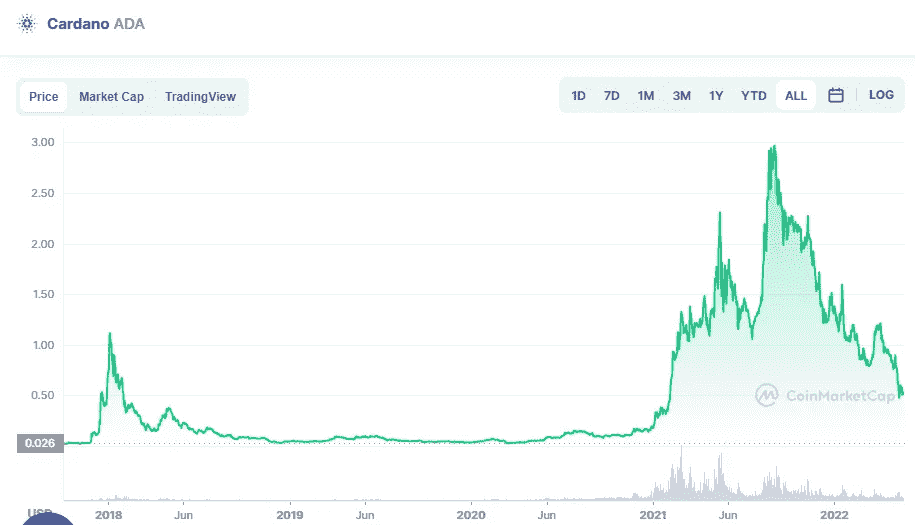 Cardano ADA
Price Market Cap TradingView 1D 7D 1M 3M 1Y YTD ALL LOG
3.00
2.50
2.00
1.50
1.00
0.50
CoinMarketCap
0.026
USD
2018 Jun 2019 Jun 2020 Jun 2021 Jun 2022